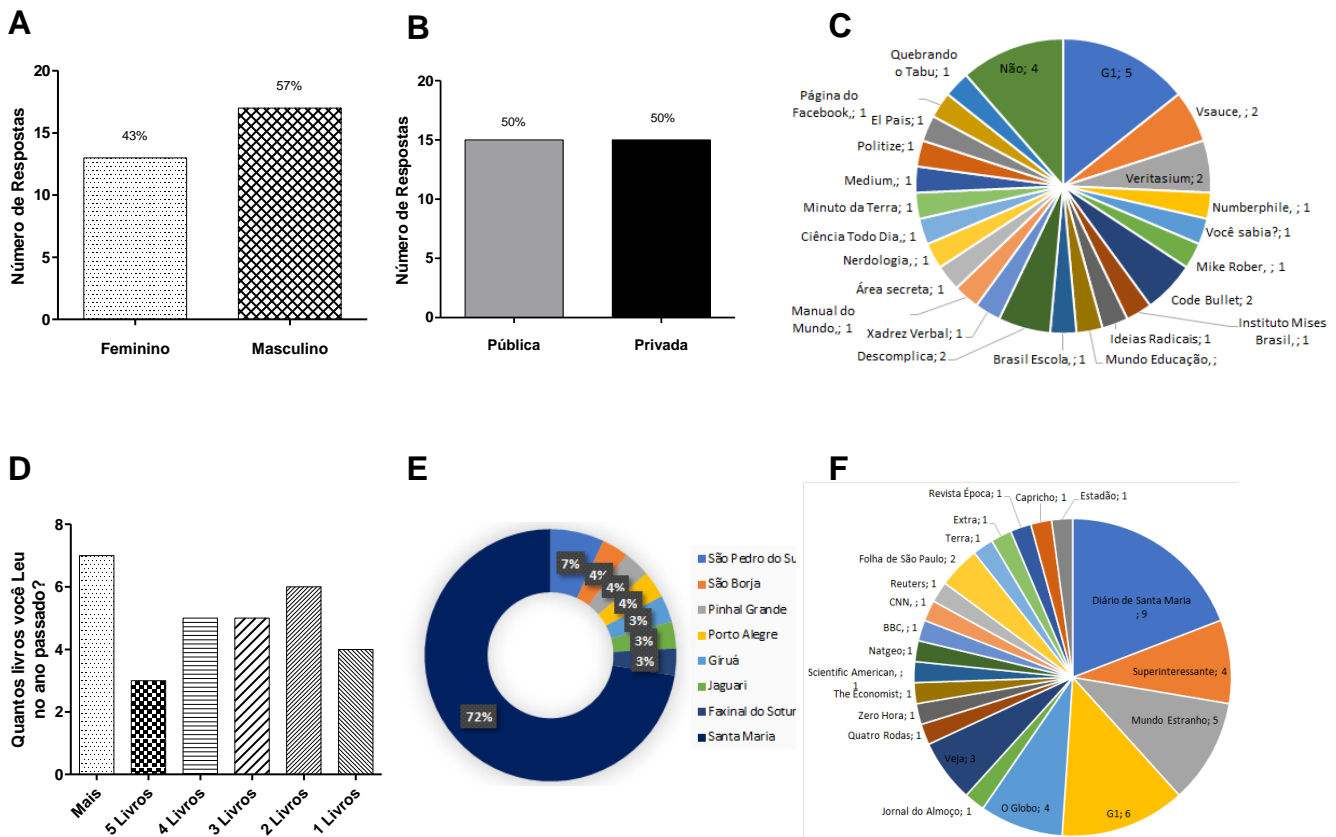 A
Número de Respostas
20
15
10
5
0
43%
57%
Feminino
Masculino
B
Número de Respostas
20
15
10
5
0
50%
50%
Pública
Privada
C
Não; 4
G1; 5
Vsauce, ; 2
Veritasium; 2
Numberphile, ; 1
Você sabia?; 1
Mike Rober, ; 1
Code Bullet; 2
Instituto Mises
Brasil, ; 1
Ideias Radicais; 1
Mundo Educação, ;
Brasil Escola, ; 1
Descomplica; 2
Xadrez Verbal; 1
Manual do
Mundo,; 1
Área secreta; 1
Nerdologia, ; 1
Ciência Todo Dia,; 1
Minuto da Terra; 1
Medium,; 1
Politize; 1
El Pais; 1
Página do
Facebook,; 1
Quebrando
o Tabu; 1
D
Quantos livros você Leu
no ano passado?
8
6
4
2
0
Mais
5 Livros
4 Livros
3 Livros
2 Livros
1 Livros
E
7%
4%
4%
4%
3%
3%
3%
72%
São Pedro do Su
São Borja
Pinhal Grande
Porto Alegre
Giruá
Jaguari
Faxinal do Sotur
Santa Maria
F
Revista Época; 1
Capricho; 1
Estadão; 1
Extra; 1
Terra; 1
Folha de São Paulo; 2
Reuters; 1
CNN, ; 1
BBC, ; 1
Natgeo; 1
Scientific American, ;
1
The Economist; 1
Zero Hora; 1
Quatro Rodas; 1
Veja; 3
Jornal do Almoço; 1
O Globo; 4
G1; 6
Mundo Estranho; 5
Superinteressante; 4
Diário de Santa Maria
; 9